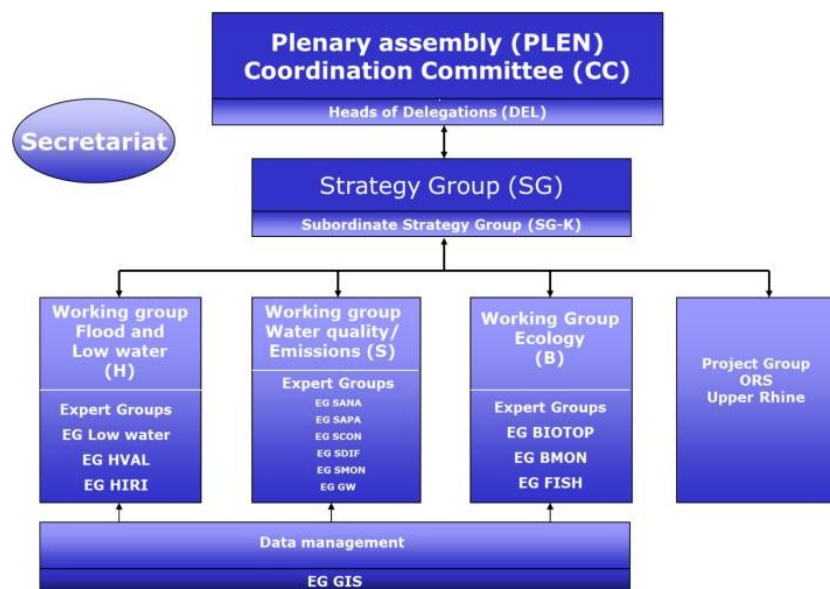 Plenary assembly (PLEN)
Coordination Committee (CC)
Heads of Delegations (DEL)
Secretariat
Strategy Group (SG)
Subordinate Strategy Group (SG-K)
Working group
Flood and
Low water
(H)
Expert Groups
EG Low water
EG HVAL
EG HIRI
Working group
Water quality/
Emissions (S)
Expert Groups
EG SANA
EG SAPA
EG SCON
EG SDIF
EG SMON
EG GW
Working Group
Ecology
(B)
Expert Groups
EG BIOTOP
EG BMON
EG FISH
Project Group
ORS
Upper Rhine
Data management
EG GIS